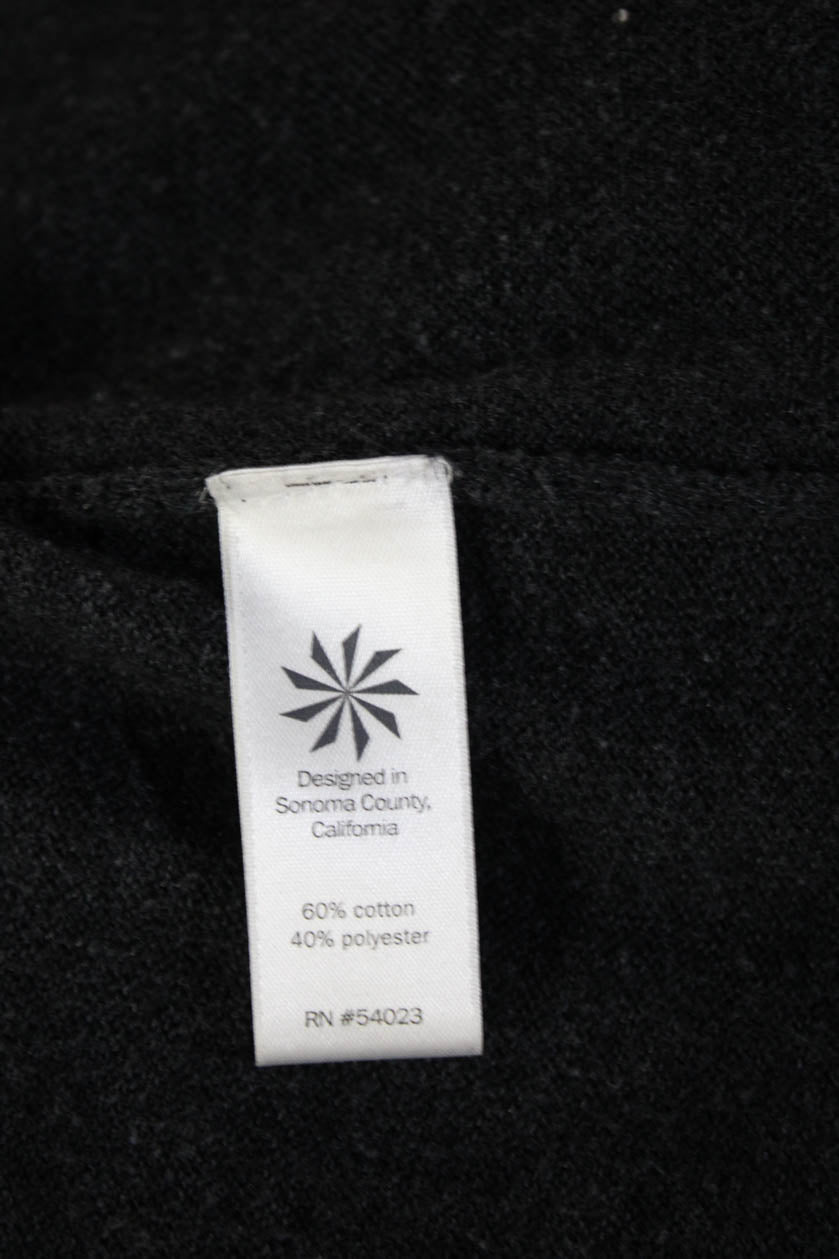 Designed in
Sonoma County,
California
60% cotton
40% polyester
RN #54023